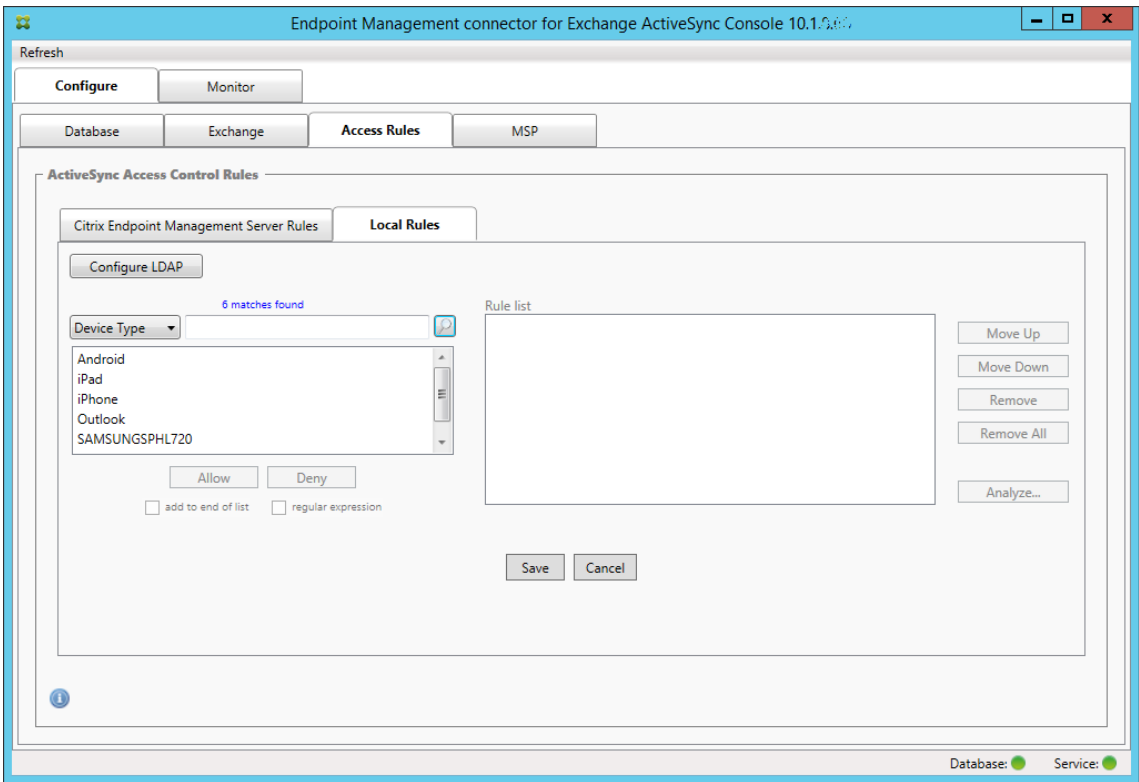 Endpoint Management connector for Exchange ActiveSync Console 10.1.
Refresh
Configure Monitor
Database Exchange Access Rules MSP
ActiveSync Access Control Rules
Citrix Endpoint Management Server Rules Local Rules
Configure LDAP
6 matches found Rule list
Device Type
Android
iPad
iPhone
Outlook
SAMSUNGSPHL720
Allow Deny
add to end of list regular expression
Move Up
Move Down
Remove
Remove All
Analyze...
Save Cancel
Database: Service: